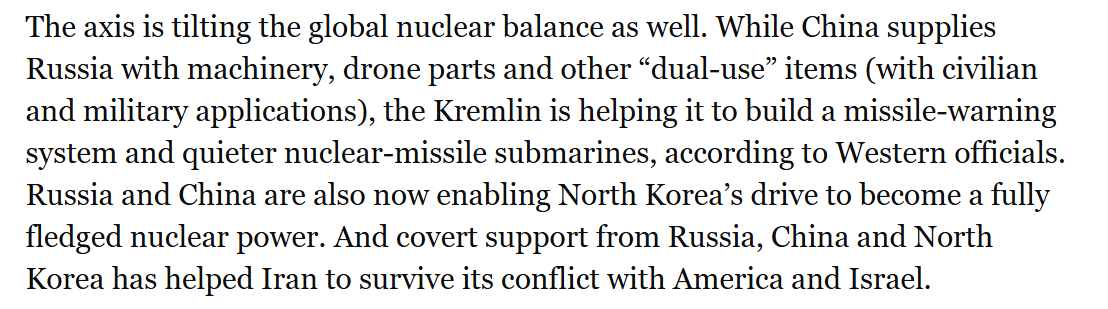 The axis is tilting the global nuclear balance as well. While China supplies
Russia with machinery, drone parts and other “dual-use” items (with civilian
and military applications), the Kremlin is helping it to build a missile-warning
system and quieter nuclear-missile submarines, according to Western officials.
Russia and China are also now enabling North Korea’s drive to become a fully
fledged nuclear power. And covert support from Russia, China and North
Korea has helped Iran to survive its conflict with America and Israel.